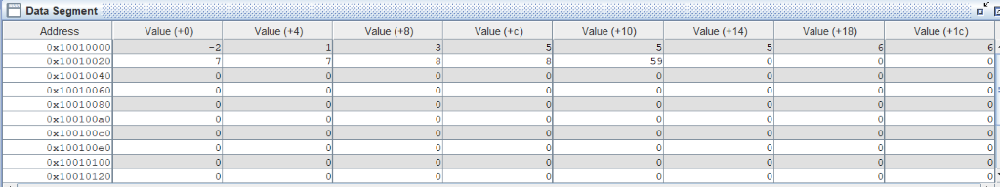 Data Segment
Address Value (+0) Value (+4) Value (+8) Value (+c) Value (+10) Value (+14) Value (+18) Value (+1c)
0x10010000 -2 1 3 5 5 5 6 6
0x10010020 7 7 8 8 59 0 0 0
0x10010040 0 0 0 0 0 0 0 0
0x10010060 0 0 0 0 0 0 0 0
0x10010080 0 0 0 0 0 0 0 0
0x100100a0 0 0 0 0 0 0 0 0
0x100100c0 0 0 0 0 0 0 0 0
0x100100e0 0 0 0 0 0 0 0 0
0x10010100 0 0 0 0 0 0 0 0
0x10010120 0 0 0 0 0 0 0 0